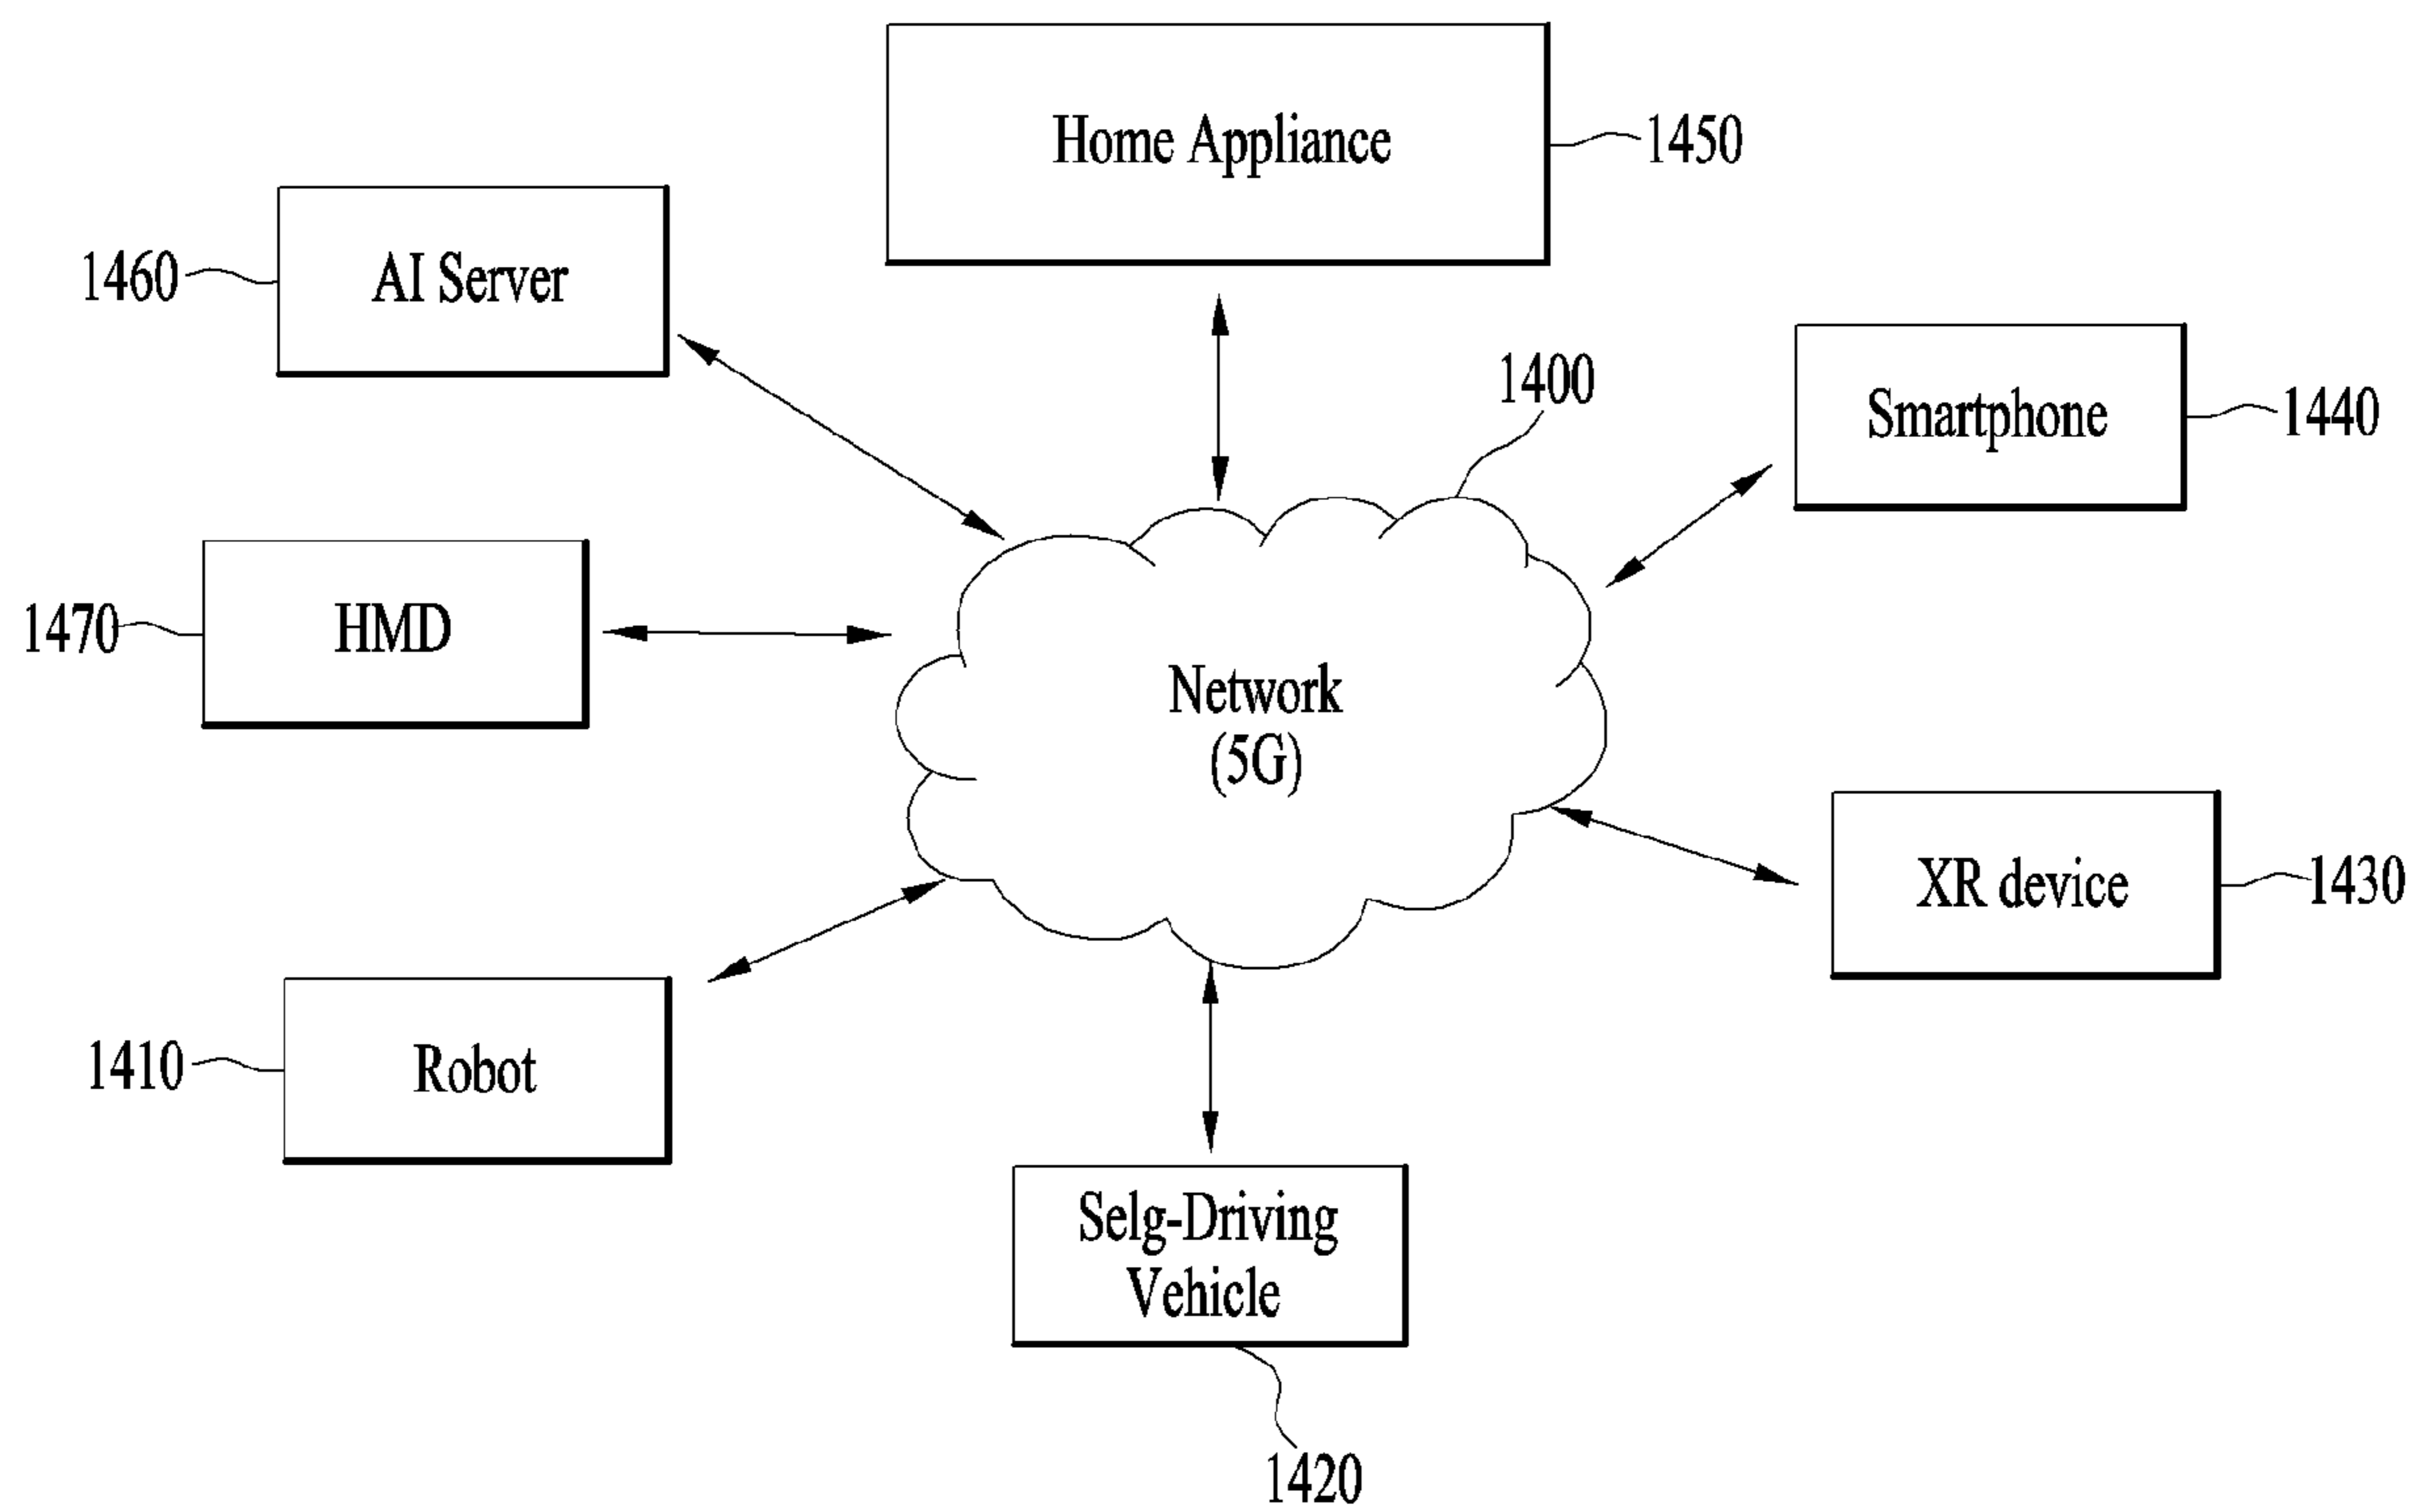 Home Appliance
1450
1460
AI Server
1400
Smartphone
1440
1470
HMD
Network
(5G)
XR device
1430
1410
Robot
Selg-Driving
Vehicle
1420